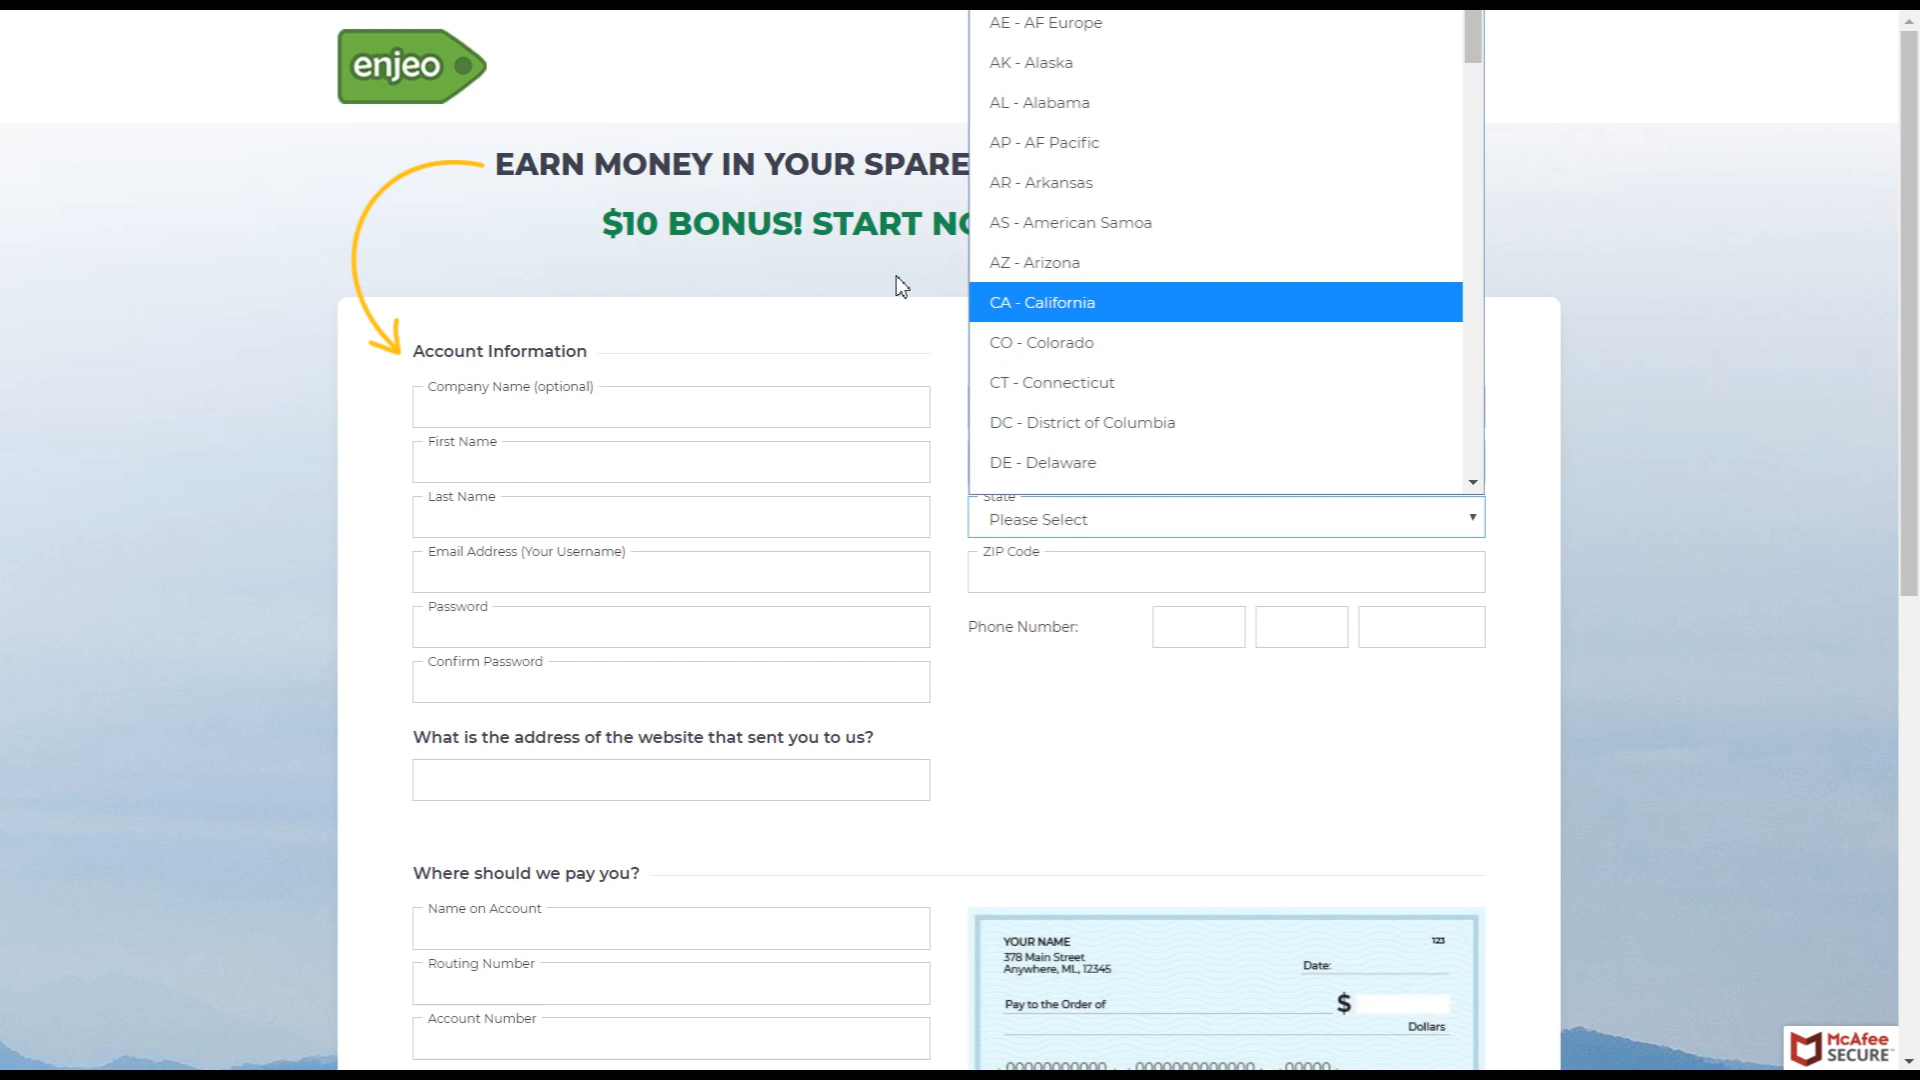 enjeo
EARN MONEY IN YOUR SPARE
$10 BONUS! START
AE - AF Europe
AK - Alaska
AL - Alabama
AP - AF Pacific
AR - Arkansas
AS - American Samoa
AZ - Arizona
CA - California
CO - Colorado
CT - Connecticut
DC - District of Columbia
DE - Delaware
Account Information
Company Name (optional)
First Name
Last Name
Email Address (Your Username)
Password
Confirm Password
State
Please Select
ZIP Code
Phone Number:
What is the address of the website that sent you to us?
Where should we pay you?
Name on Account
Routing Number
Account Number
YOUR NAME
123
378 Main Street
Anywhere, ML, 12345
Date:
Pay to the Order of
$
Dollars
McAfee
SECURE